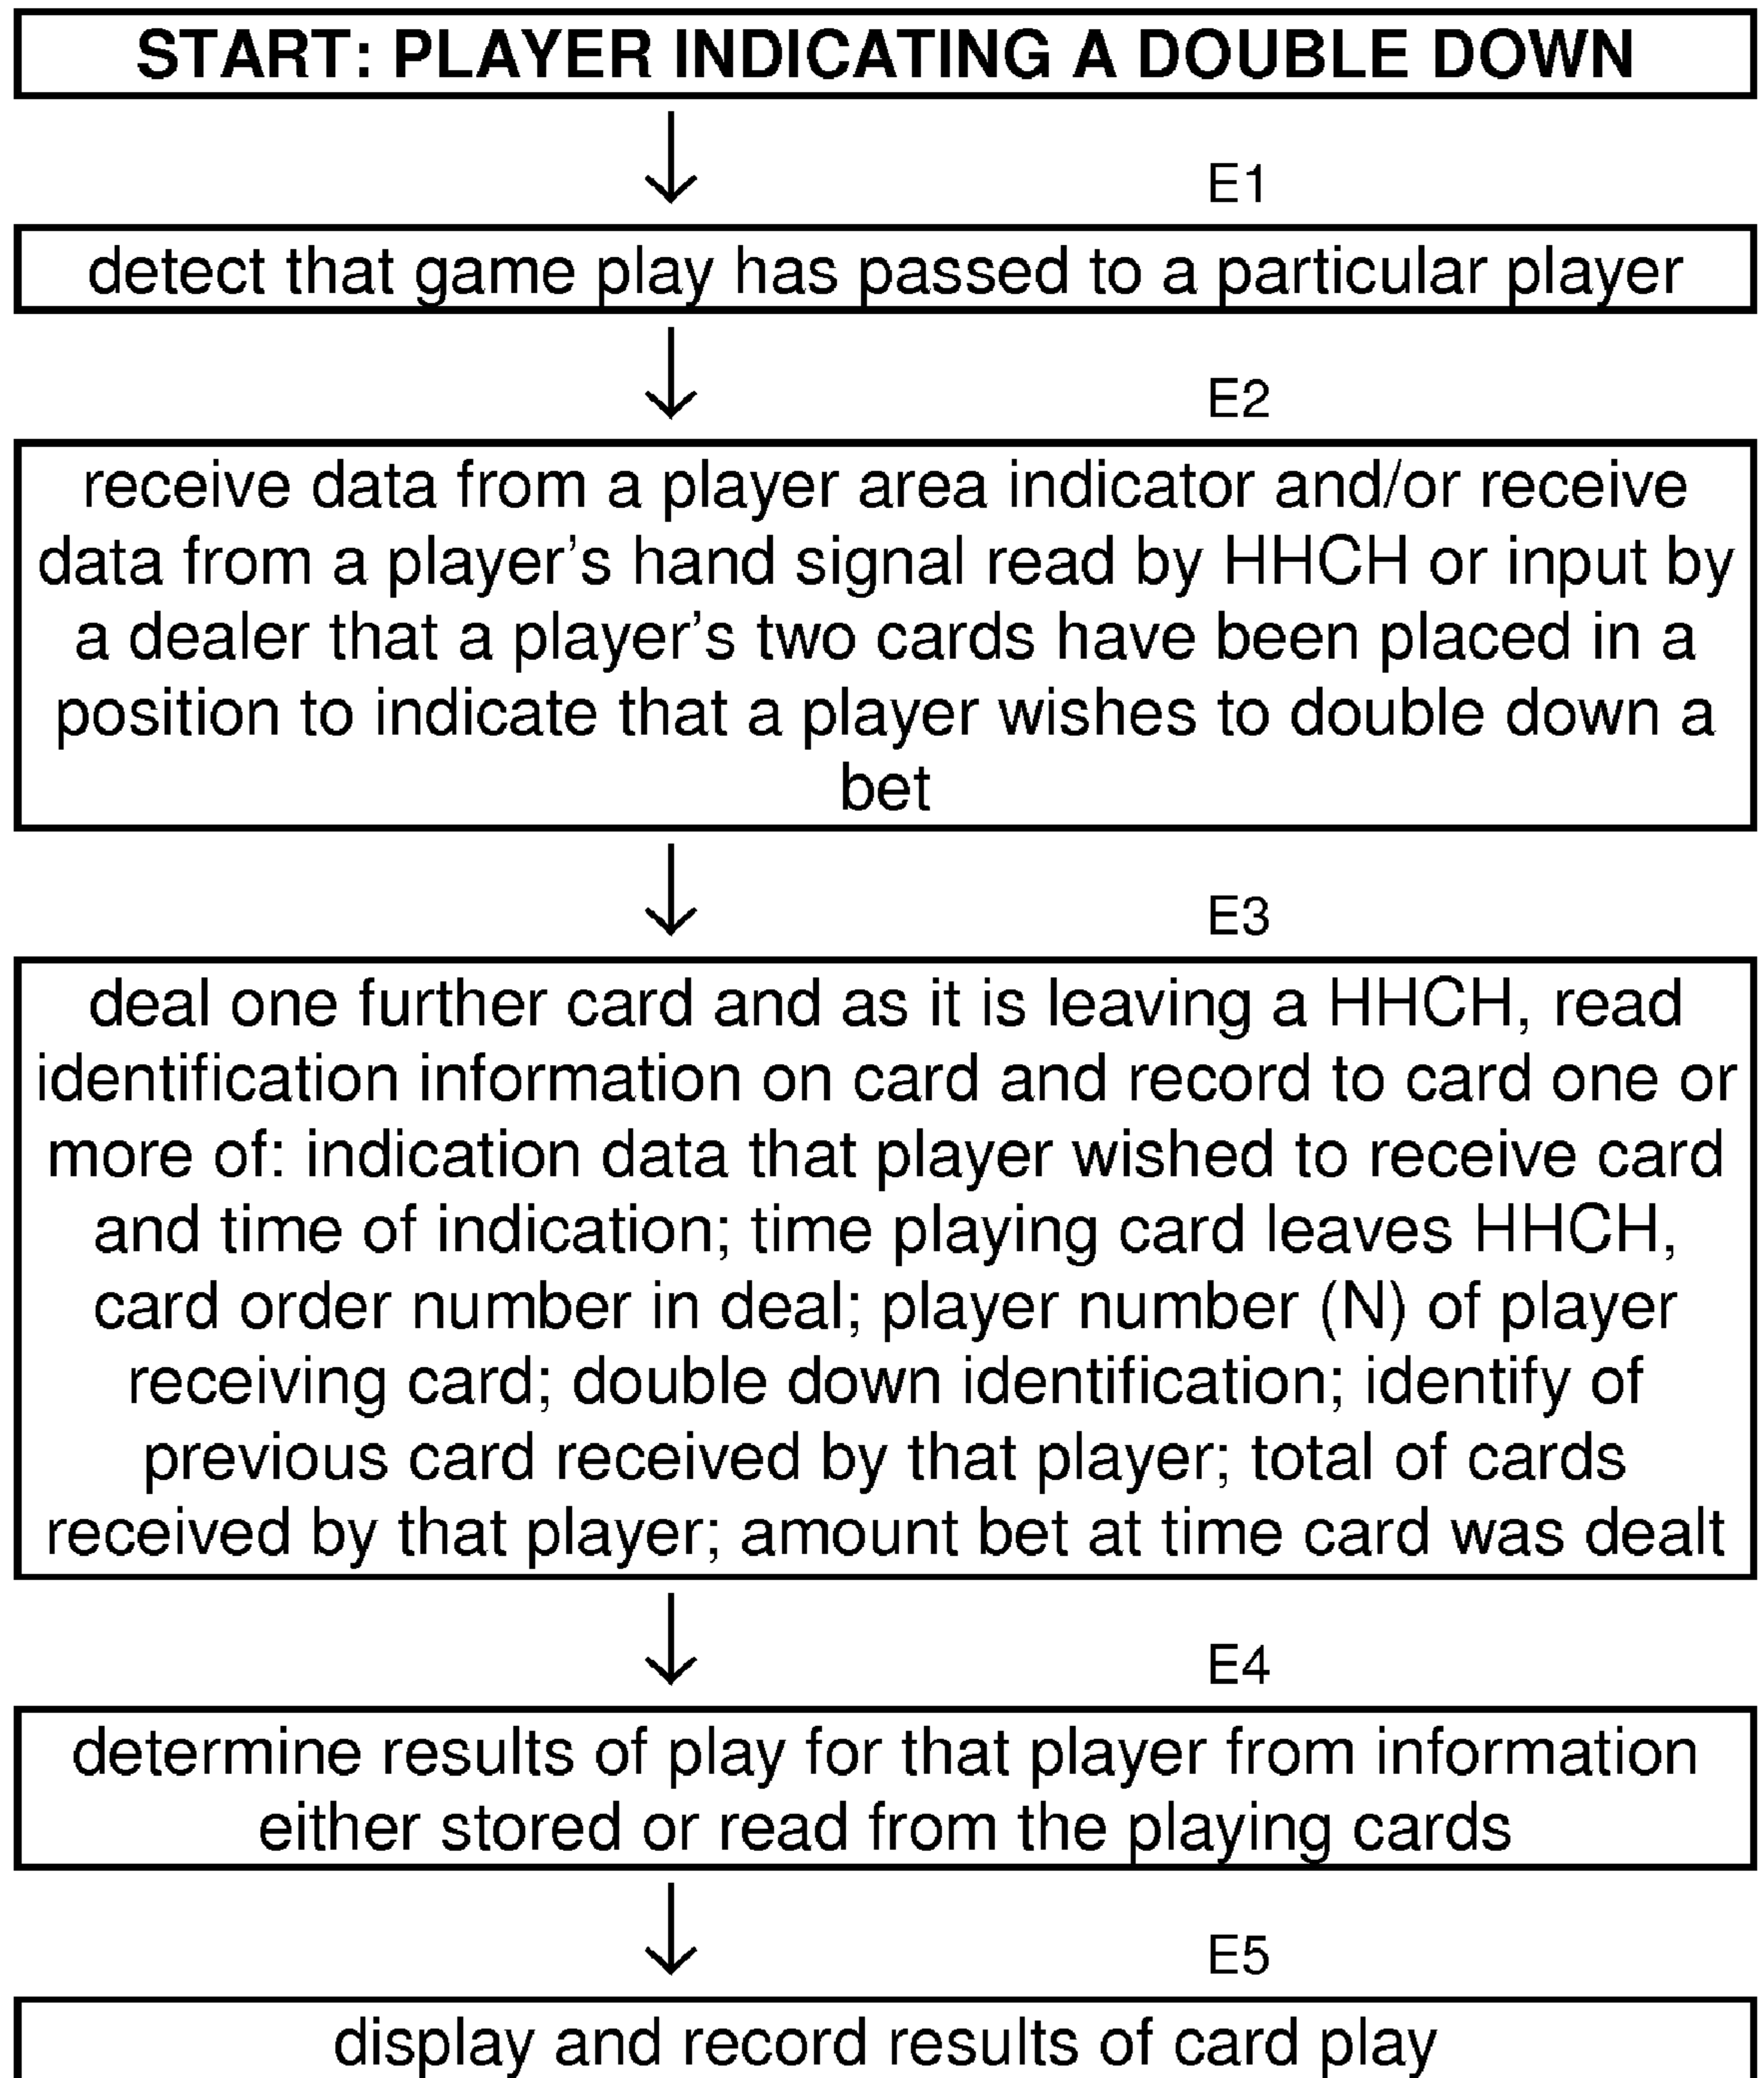 START: PLAYER INDICATING A DOUBLE DOWN
E1
detect that game play has passed to a particular player
E2
receive data from a player area indicator and/or receive
data from a player's hand signal read by HHCH or input by
a dealer that a player's two cards have been placed in a
position to indicate that a player wishes to double down a
bet
E3
deal one further card and as it is leaving a HHCH, read
identification information on card and record to card one or
more of: indication data that player wished to receive card
and time of indication; time playing card leaves HHCH,
card order number in deal; player number (N) of player
receiving card; double down identification; identify of
previous card received by that player; total of cards
received by that player; amount bet at time card was dealt
E4
determine results of play for that player from information
either stored or read from the playing cards
E5
display and record results of card play